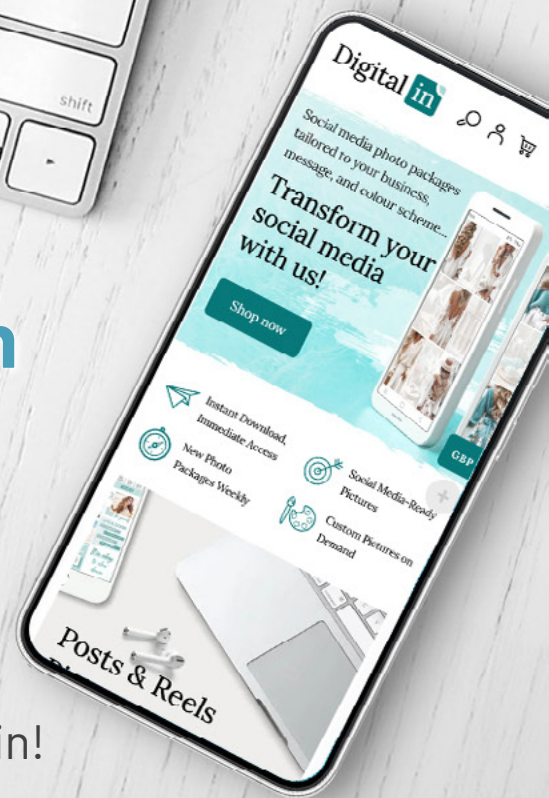 shift
Digital in
Social media photo packages
tailored to your business,
message, and colour scheme...
Transform your
social media
with us!
Shop now
GBP
Instant Download,
Immediate Access
Social Media-Ready
Pictures
New Photo
Packages Weekly
Custom Pictures on
Demand
Posts & Reels
n
in!